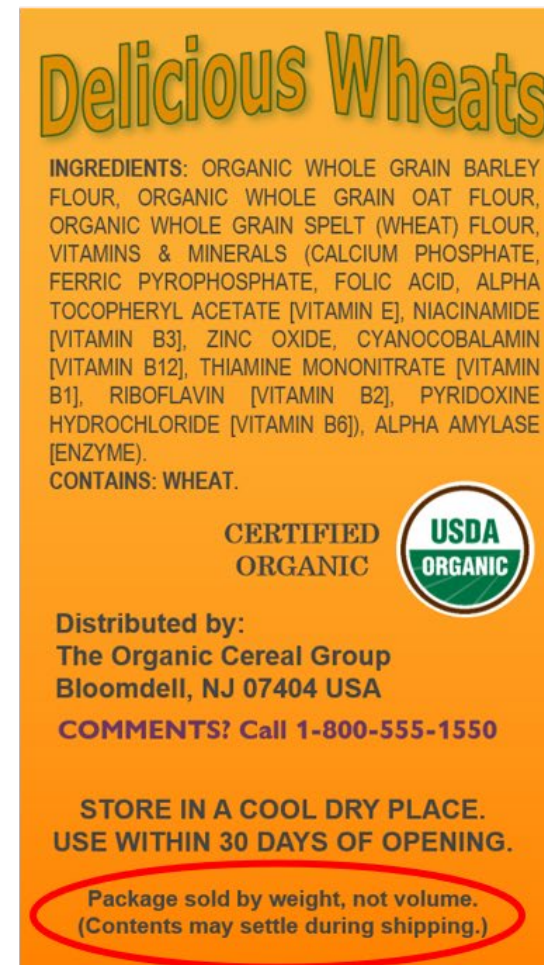 Delicious Wheats
INGREDIENTS: ORGANIC WHOLE GRAIN BARLEY
FLOUR, ORGANIC WHOLE GRAIN OAT FLOUR,
ORGANIC WHOLE GRAIN SPELT (WHEAT) FLOUR,
VITAMINS & MINERALS (CALCIUM PHOSPHATE,
FERRIC PYROPHOSPHATE, FOLIC ACID, ALPHA
TOCOPHERYL ACETATE [VITAMIN E], NIACINAMIDE
[VITAMIN B3], ZINC OXIDE, CYANOCOBALAMIN
[VITAMIN B12], THIAMINE MONONITRATE [VITAMIN
B1], RIBOFLAVIN [VITAMIN B2], PYRIDOXINE
HYDROCHLORIDE [VITAMIN B6]), ALPHA AMYLASE
[ENZYME).
CONTAINS: WHEAT.
CERTIFIED
ORGANIC
USDA
ORGANIC
Distributed by:
The Organic Cereal Group
Bloomdell, NJ 07404 USA
COMMENTS? Call 1-800-555-1550
STORE IN A COOL DRY PLACE.
USE WITHIN 30 DAYS OF OPENING.
Package sold by weight, not volume.
(Contents may settle during shipping.)